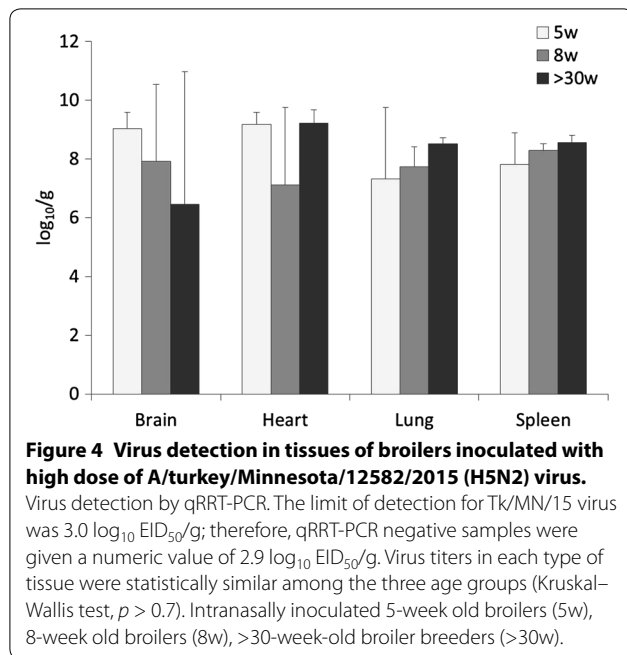 12
10
8
6
4
2
0
log₁₀/g
5w
8w
>30w
Brain Heart Lung Spleen
Figure 4 Virus detection in tissues of broilers inoculated with
high dose of A/turkey/Minnesota/12582/2015 (H5N2) virus.
Virus detection by qRRT-PCR. The limit of detection for Tk/MN/15 virus
was 3.0 log₁₀ EID₅₀/g; therefore, qRRT-PCR negative samples were
given a numeric value of 2.9 log₁₀ EID₅₀/g. Virus titers in each type of
tissue were statistically similar among the three age groups (Kruskal–
Wallis test, p > 0.7). Intranasally inoculated 5-week old broilers (5w),
8-week old broilers (8w), >30-week-old broiler breeders (>30w).